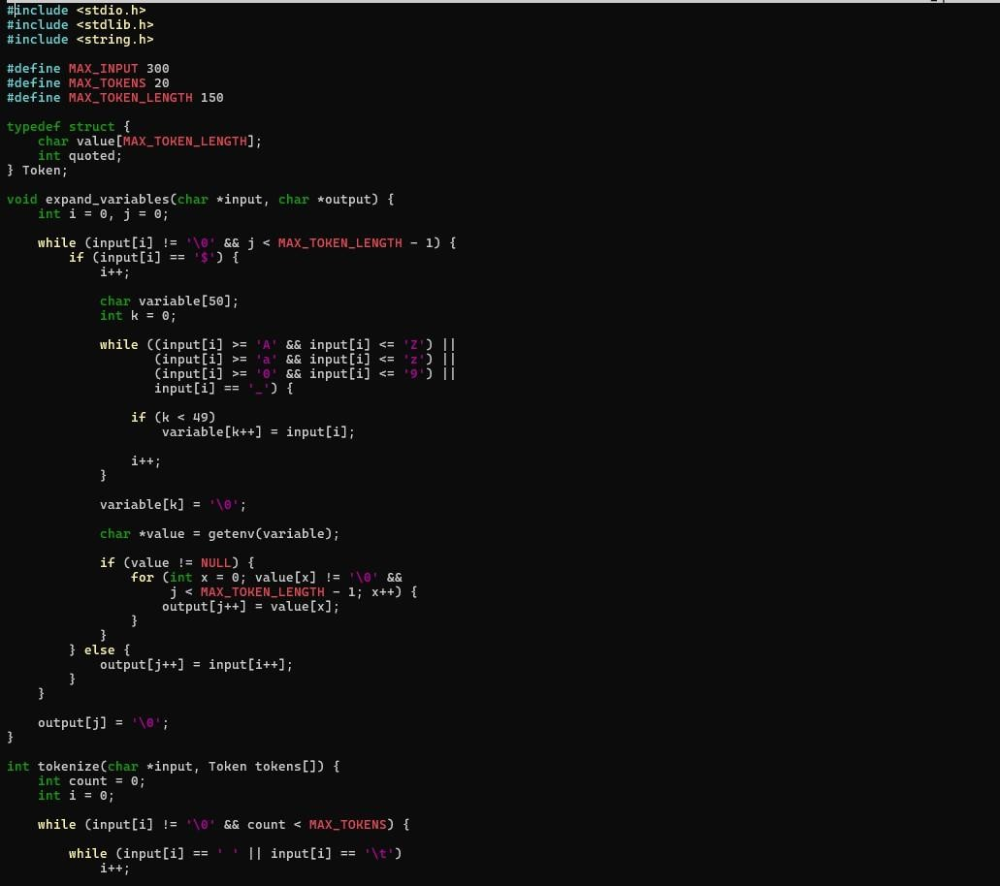 #include <stdio.h>
#include <stdlib.h>
#include <string.h>

#define MAX_INPUT 300
#define MAX_TOKENS 20
#define MAX_TOKEN_LENGTH 150

typedef struct {
    char value[MAX_TOKEN_LENGTH];
    int quoted;
} Token;

void expand_variables(char *input, char *output) {
    int i = 0, j = 0;

    while (input[i] != '\0' && j < MAX_TOKEN_LENGTH - 1) {
        if (input[i] == '$') {
            i++;

            char variable[50];
            int k = 0;

            while ((input[i] >= 'A' && input[i] <= 'Z') ||
                   (input[i] >= 'a' && input[i] <= 'z') ||
                   (input[i] >= '0' && input[i] <= '9') ||
                   input[i] == '_') {

                if (k < 49)
                    variable[k++] = input[i];

                i++;
            }

            variable[k] = '\0';

            char *value = getenv(variable);

            if (value != NULL) {
                for (int x = 0; value[x] != '\0' &&
                     j < MAX_TOKEN_LENGTH - 1; x++) {
                    output[j++] = value[x];
                }
            }
        } else {
            output[j++] = input[i++];
        }
    }

    output[j] = '\0';
}

int tokenize(char *input, Token tokens[]) {
    int count = 0;
    int i = 0;

    while (input[i] != '\0' && count < MAX_TOKENS) {

        while (input[i] == ' ' || input[i] == '\t')
            i++;